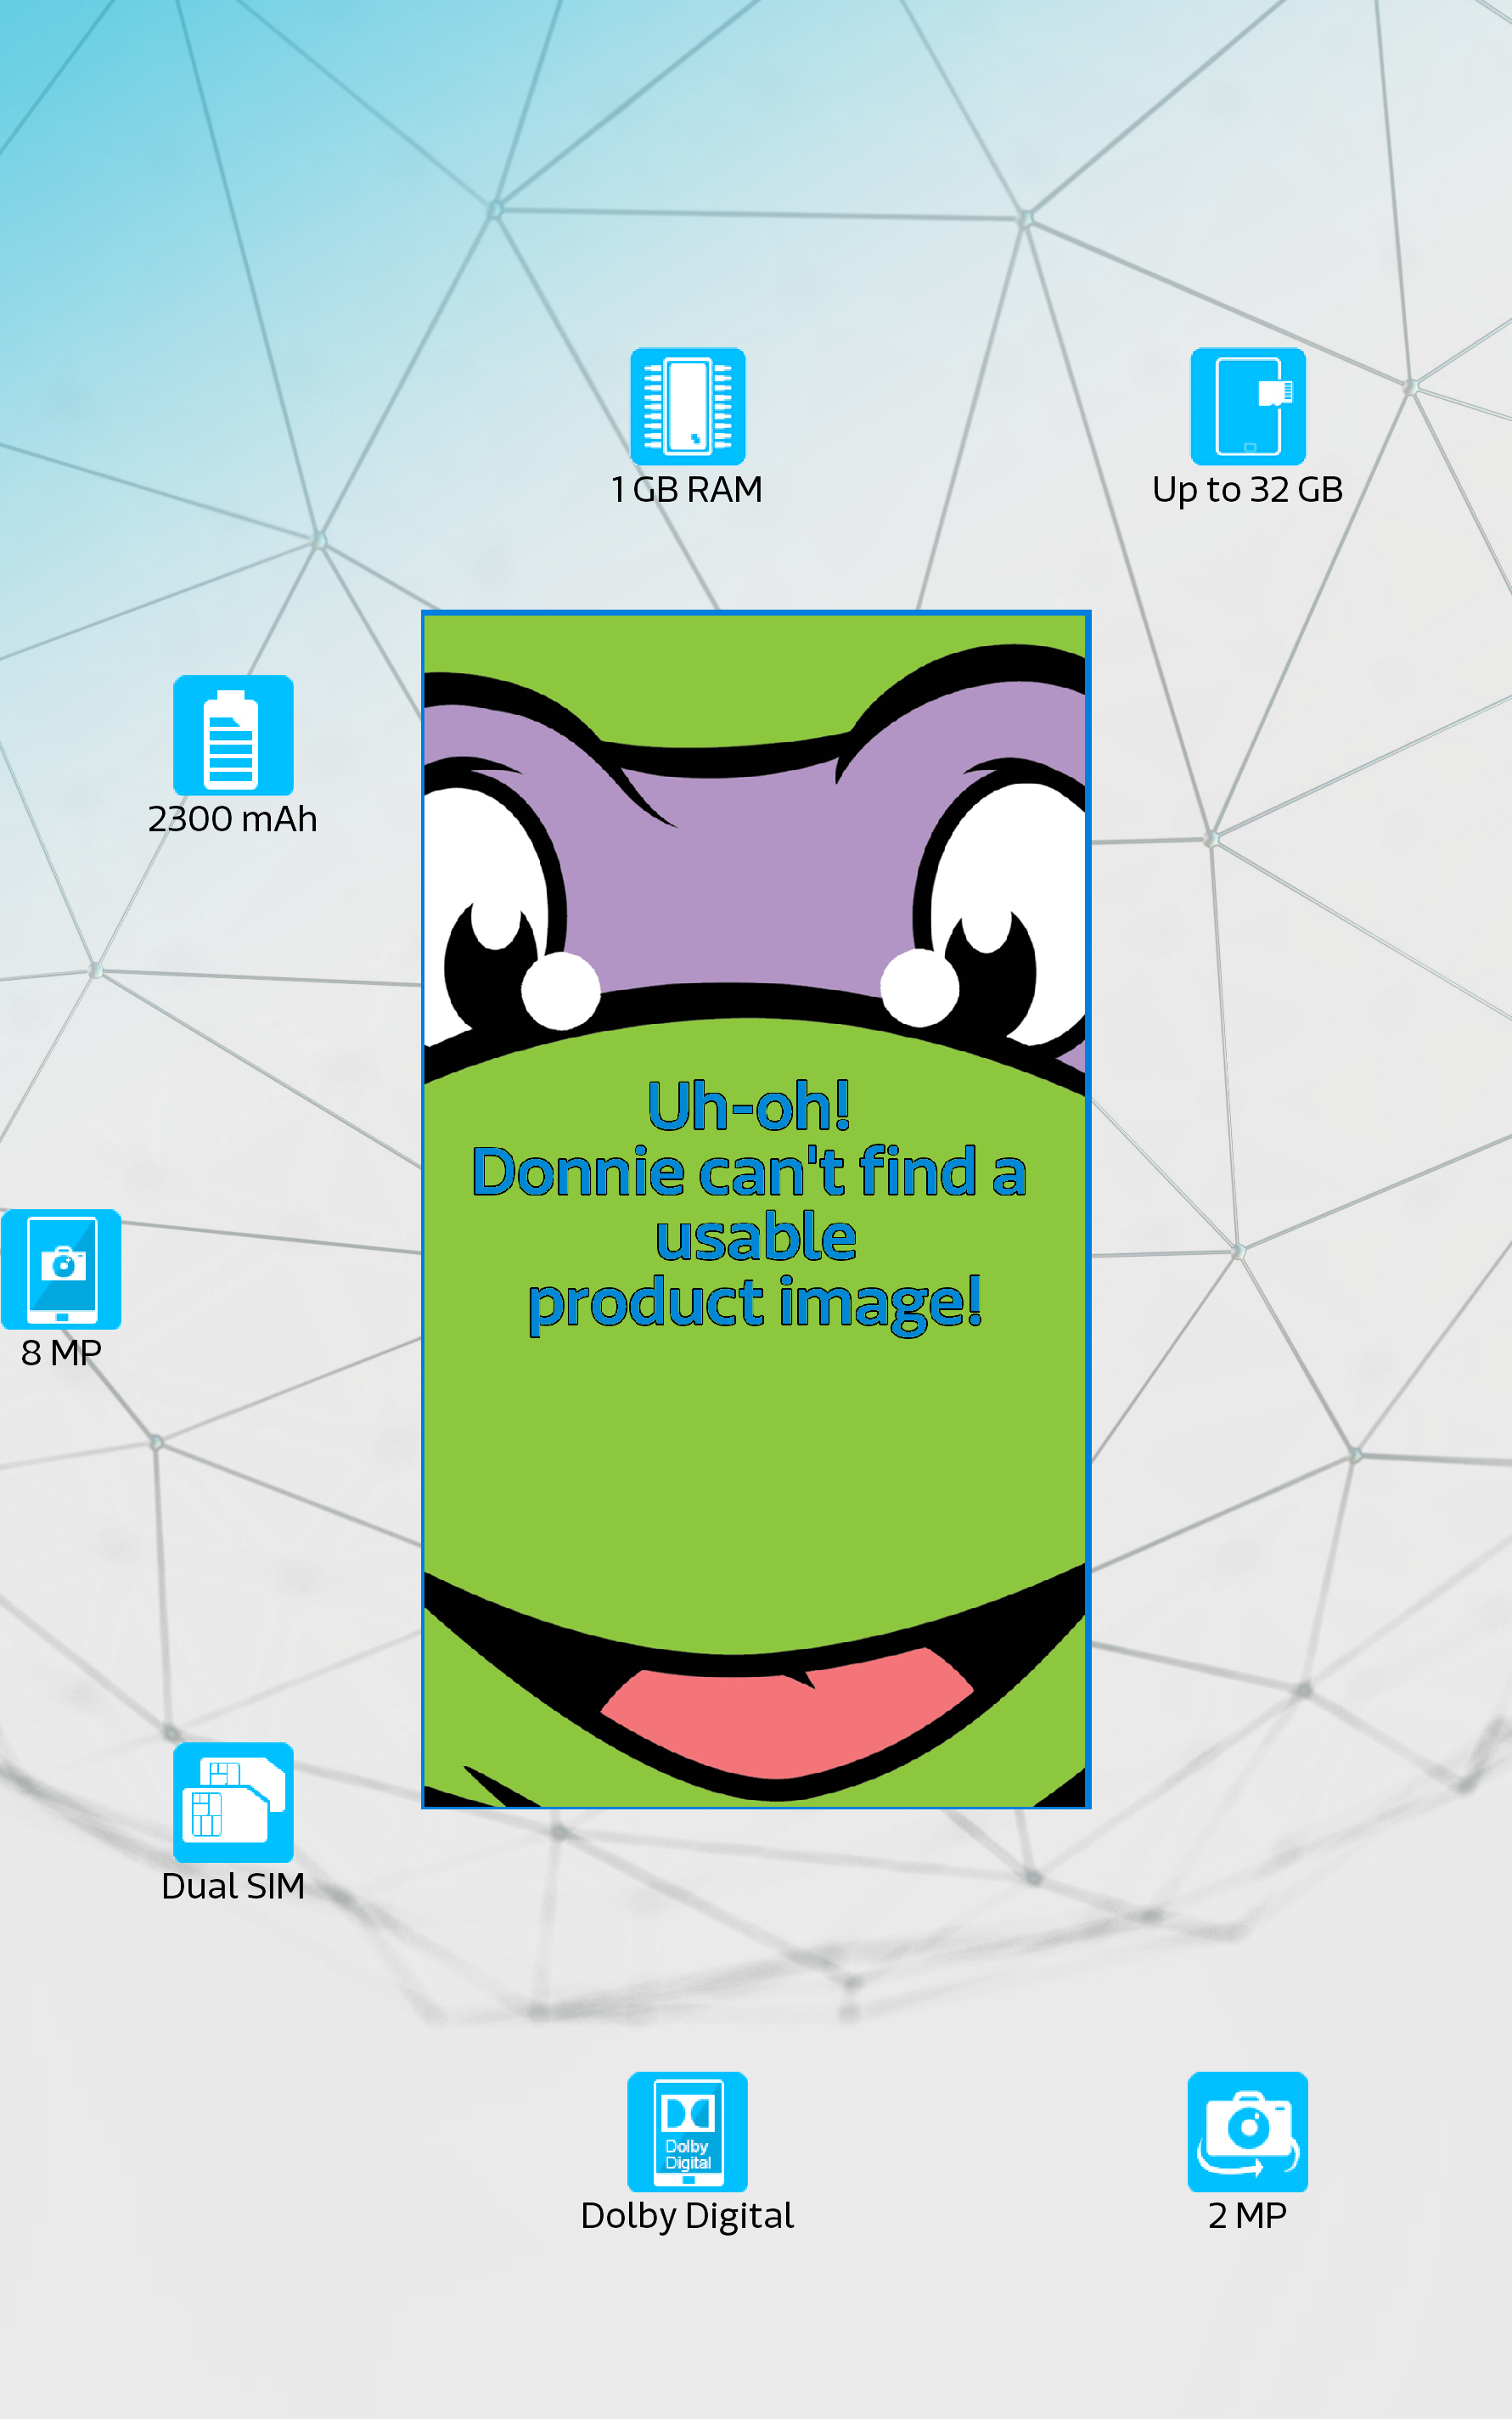 1 GB RAM
Up to 32 GB
2300 mAh
Uh-oh!
Donnie can't find a
usable
product image!
8 MP
Dual SIM
Dolby
Digital
Dolby Digital
2 MP